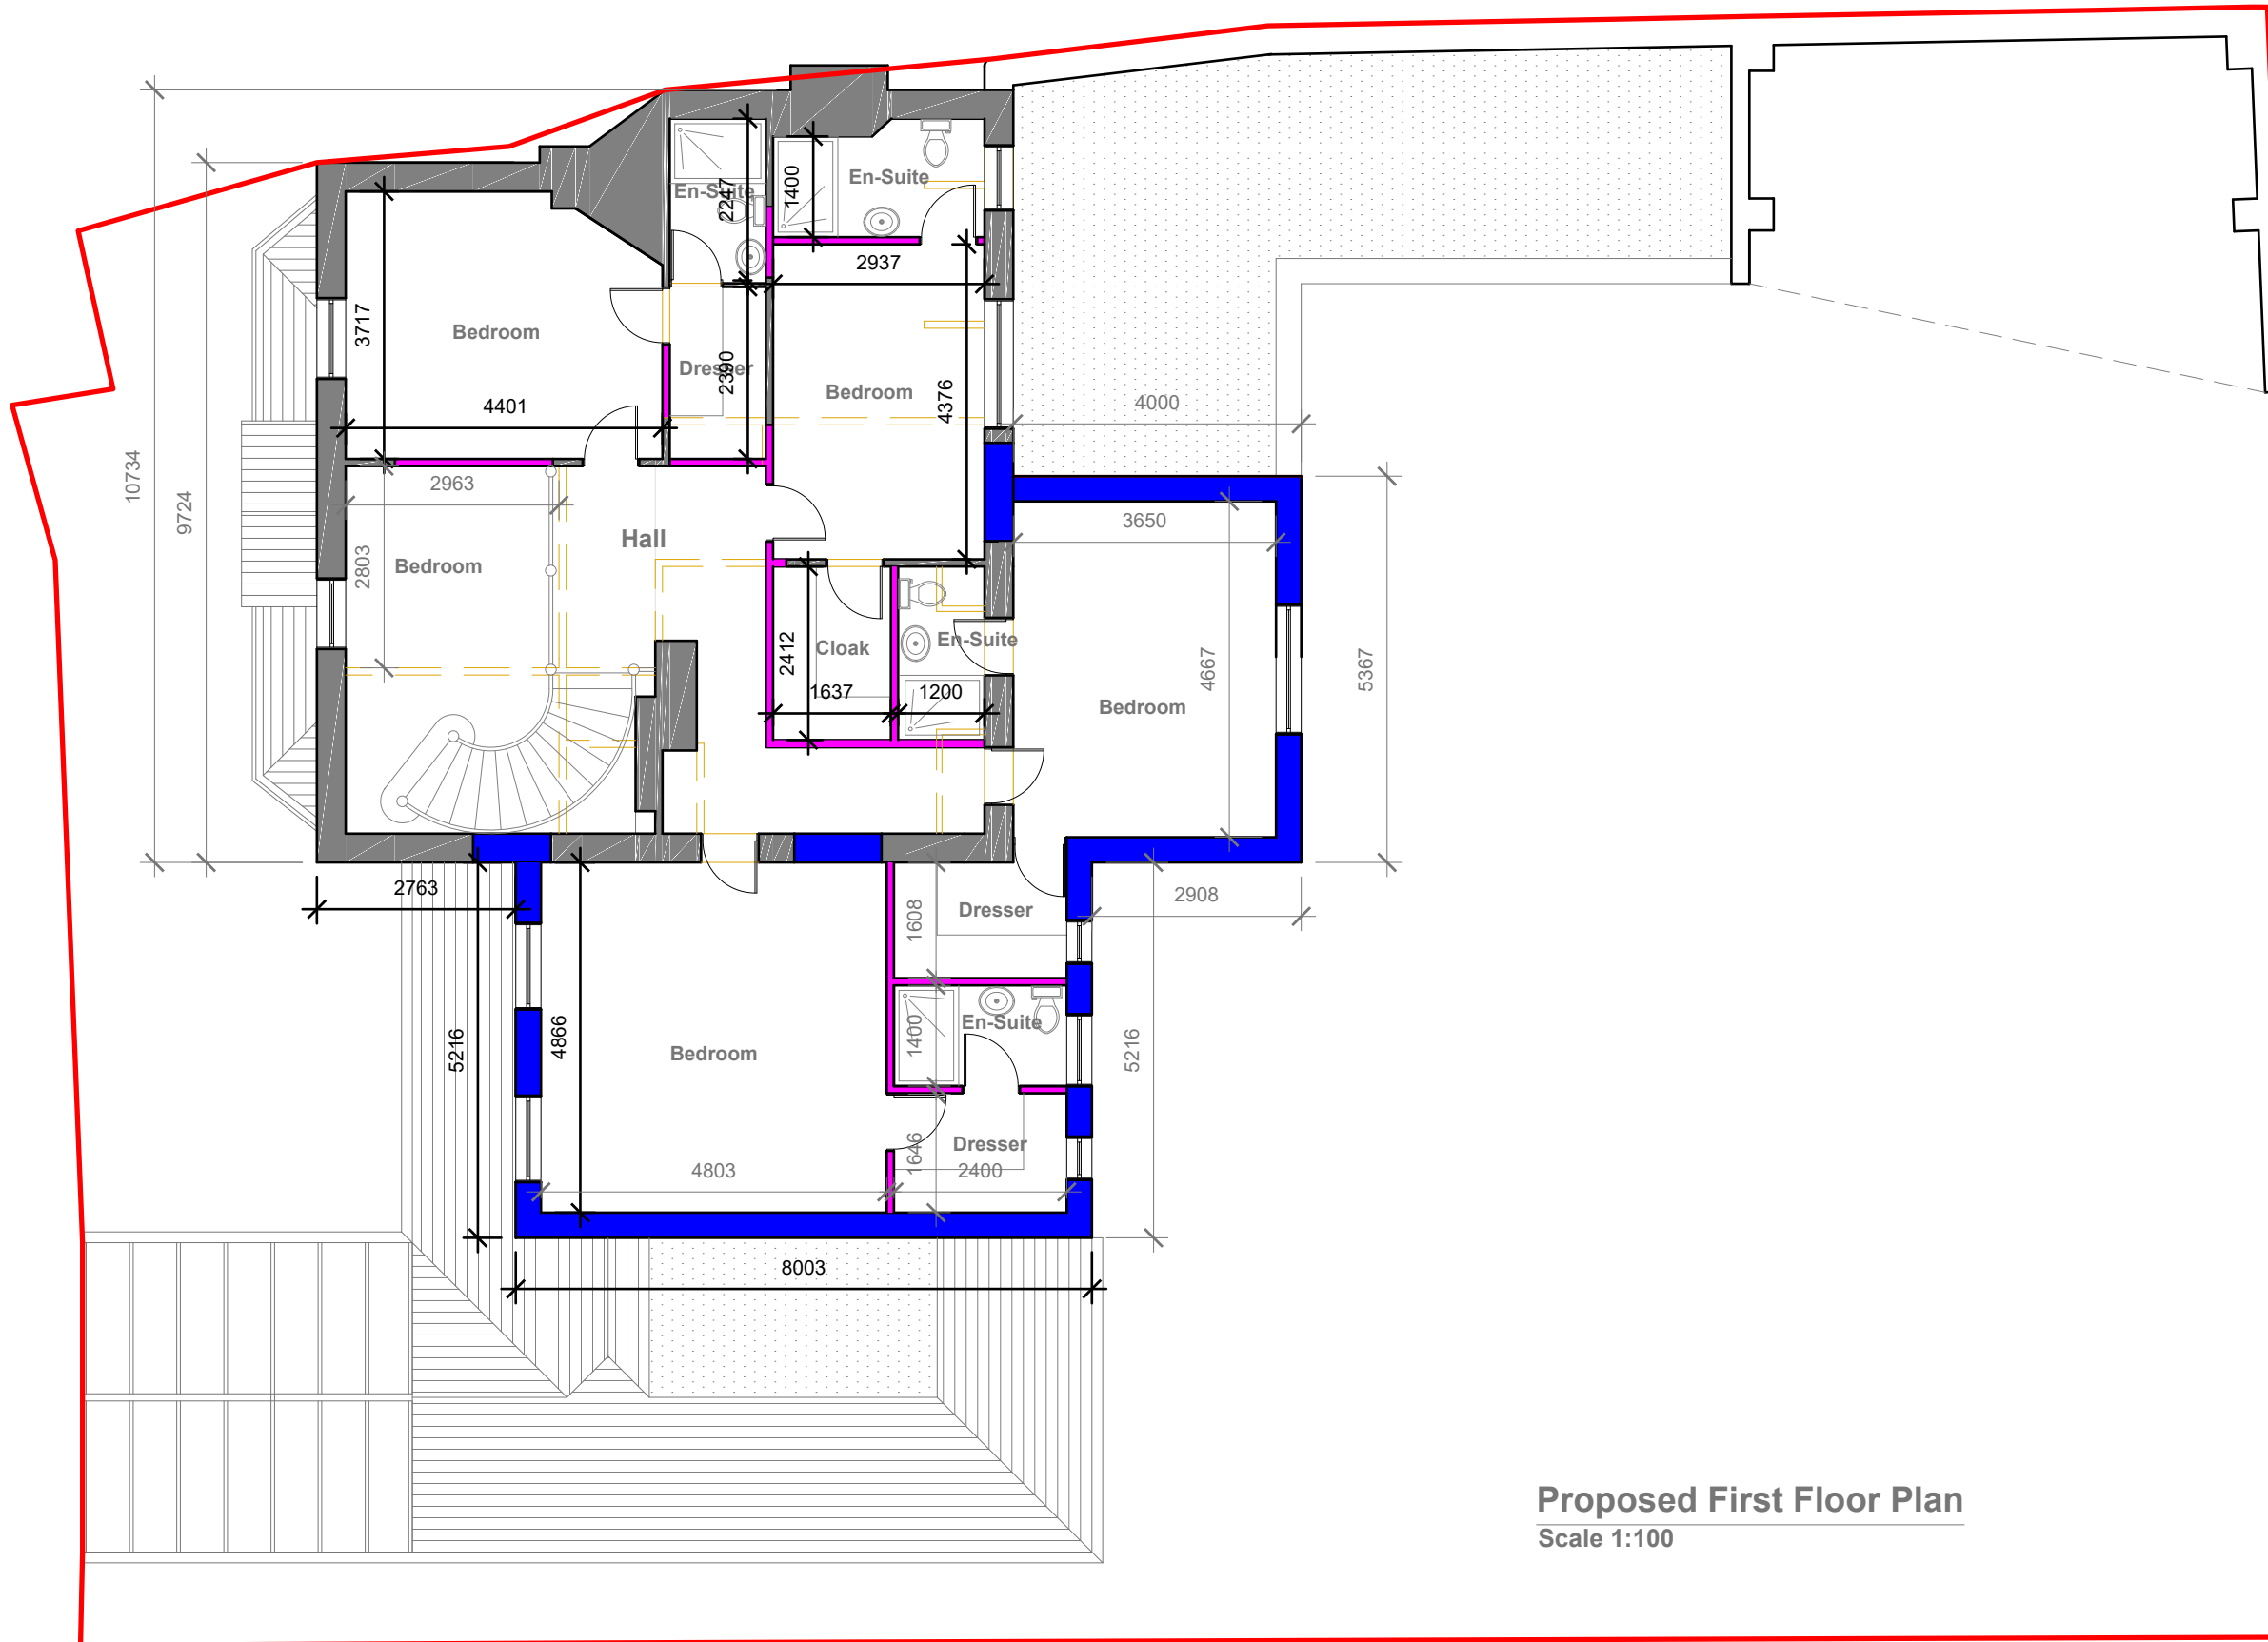 En-Suite
2247
1400
En-Suite
2937
3717
Bedroom
Dresser
2390
Bedroom
4376
4401
4000
10734
9724
2963
Hall
3650
2803
Bedroom
2412
Cloak
En-Suite
4667
5367
1637
1200
Bedroom
2763
2908
1608
Dresser
5216
4866
Bedroom
1400
En-Suite
5216
1646
Dresser
4803
2400
8003
Proposed First Floor Plan
Scale 1:100